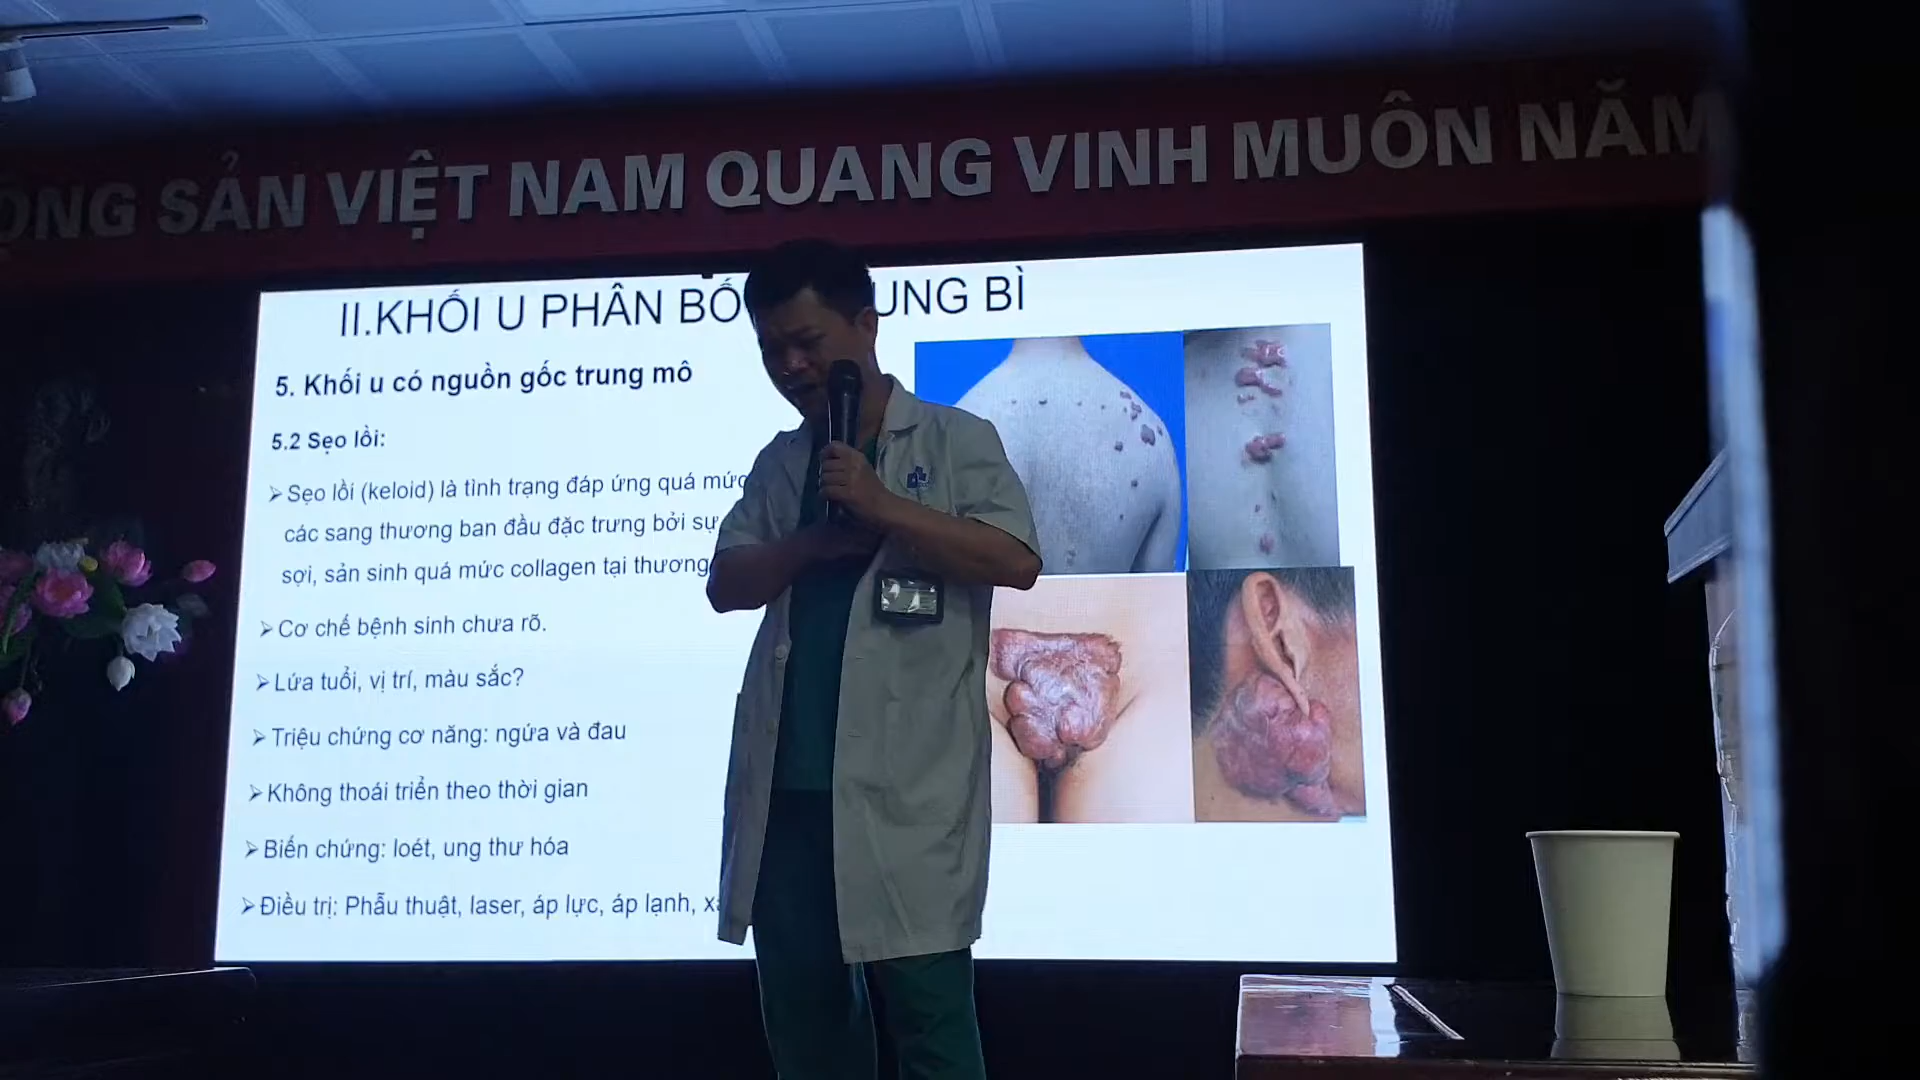 SẢN VIỆT NAM QUANG VINH MUÔN NĂM
II.KHỐI U PHÂN BỐ UNG BÌ
5. Khối u có nguồn gốc trung mô
5.2 Sẹo lồi:
➢ Sẹo lồi (keloid) là tình trạng đáp ứng quá mức
các sang thương ban đầu đặc trưng bởi sự
sợi, sản sinh quá mức collagen tại thương
➢ Cơ chế bệnh sinh chưa rõ.
➢ Lứa tuổi, vị trí, màu sắc?
➢ Triệu chứng cơ năng: ngứa và đau
➢ Không thoái triển theo thời gian
➢ Biến chứng: loét, ung thư hóa
➢ Điều trị: Phẫu thuật, laser, áp lực, áp lạnh,